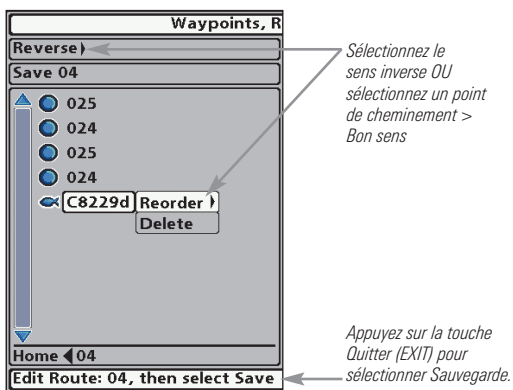 Waypoints, R
Reverse
Save 04
025
024
025
024
C8229d
Reorder
Delete
Home 04
Edit Route: 04, then select Save
Sélectionnez le
sens inverse OU
sélectionnez un point
de cheminement >
Bon sens
Appuyez sur la touche
Quitter (EXIT) pour
sélectionner Sauvegarde.